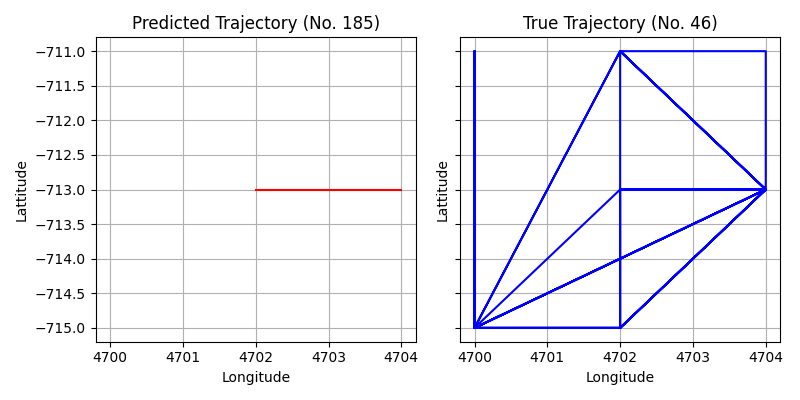 Predicted Trajectory (No. 185)
True Trajectory (No. 46)
−711.0
−711.5
−712.0
−712.5
−713.0
−713.5
−714.0
−714.5
−715.0
Lattitude
Lattitude
4700 4701 4702 4703 4704
4700 4701 4702 4703 4704
Longitude
Longitude